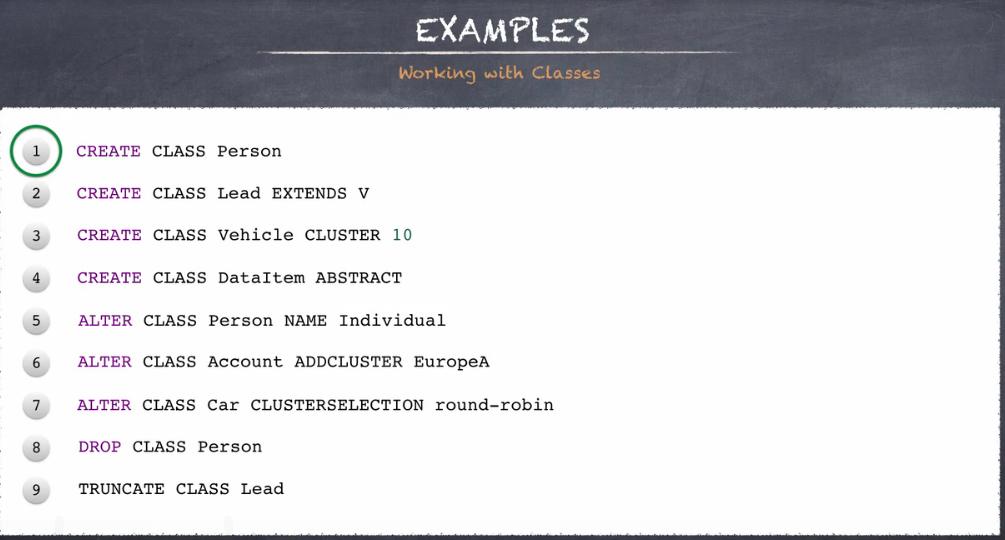 EXAMPLES
Working with Classes
1 CREATE CLASS Person
2 CREATE CLASS Lead EXTENDS V
3 CREATE CLASS Vehicle CLUSTER 10
4 CREATE CLASS DataItem ABSTRACT
5 ALTER CLASS Person NAME Individual
6 ALTER CLASS Account ADDCLUSTER EuropeA
7 ALTER CLASS Car CLUSTERSELECTION round-robin
8 DROP CLASS Person
9 TRUNCATE CLASS Lead